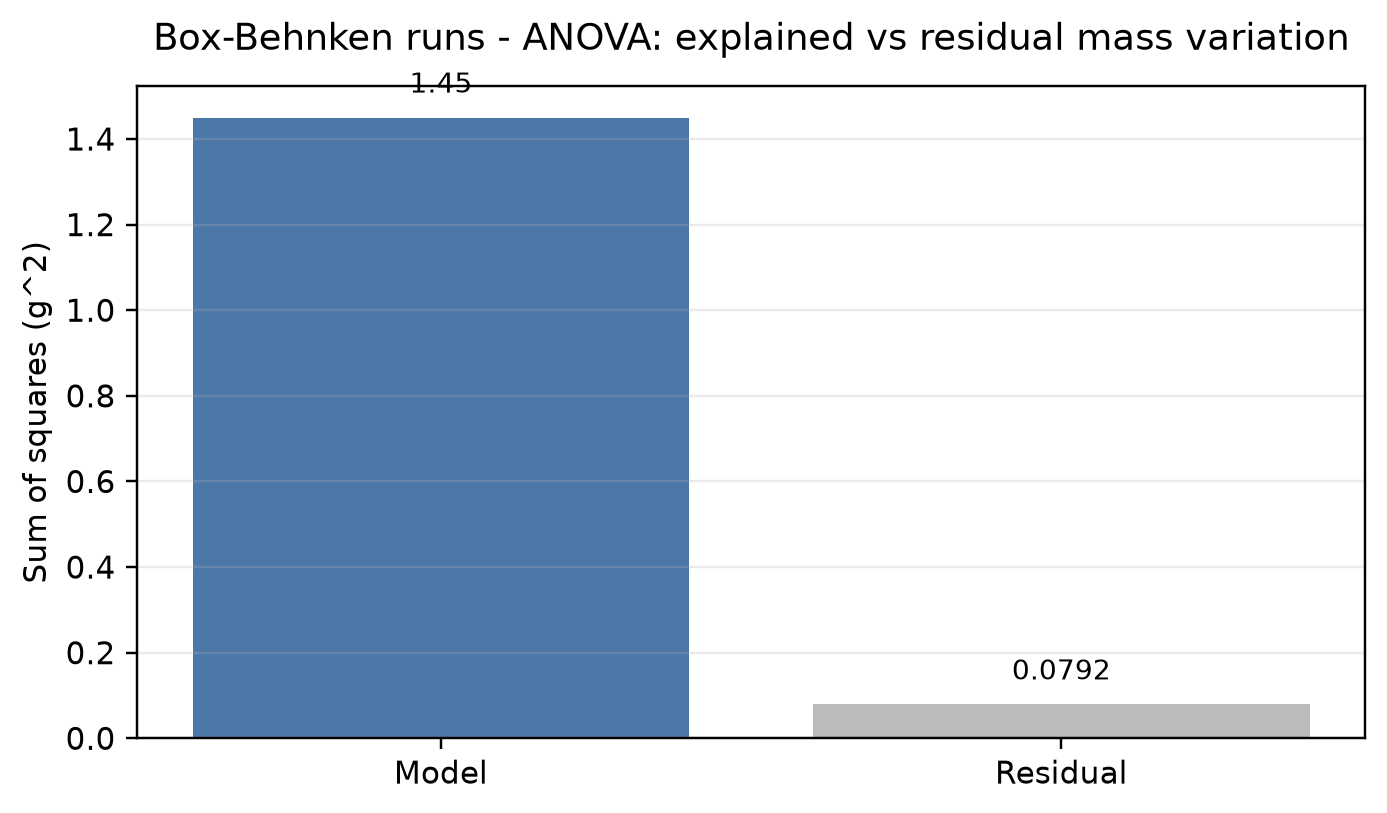 Box-Behnken runs - ANOVA: explained vs residual mass variation
1.45
1.4
1.2
1.0
0.8
0.6
0.4
0.2
0.0
Sum of squares (g^2)
0.0792
Model
Residual